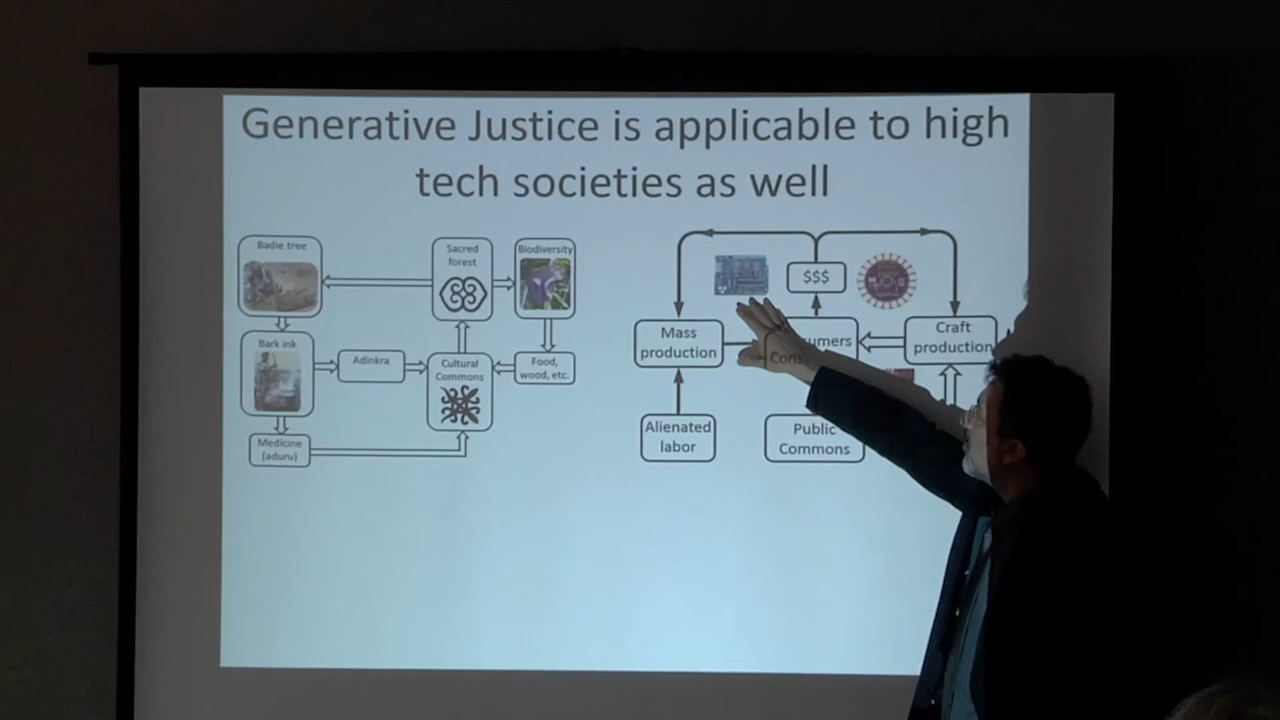 Generative Justice is applicable to high
tech societies as well
Badie tree
Sacred
forest
Biodiversity
Bark ink
Adinkra
Cultural
Commons
Food,
wood, etc.
Medicine
(aduru)
$$$
Mass
production
Craft
production
Alienated
labor
Public
Commons